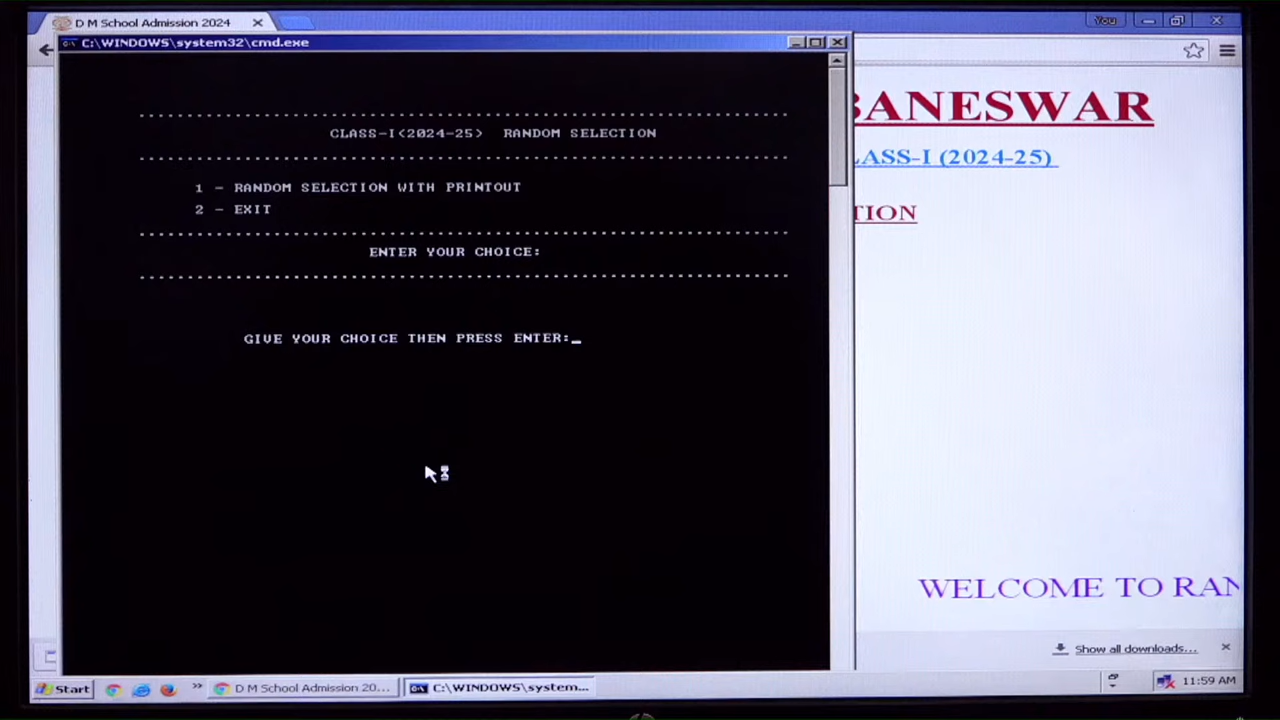 D M School Admission 2024
You
C:\WINDOWS\system32\cmd.exe
BANESWAR
CLASS-I<2024-25> RANDOM SELECTION
1 - RANDOM SELECTION WITH PRINTOUT
2 - EXIT
ENTER YOUR CHOICE:
GIVE YOUR CHOICE THEN PRESS ENTER:_
LASS-I (2024-25)
TION
WELCOME TO RAN
Show all downloads...
Start
D M School Admission 20...
C:\WINDOWS\system...
11:59 AM